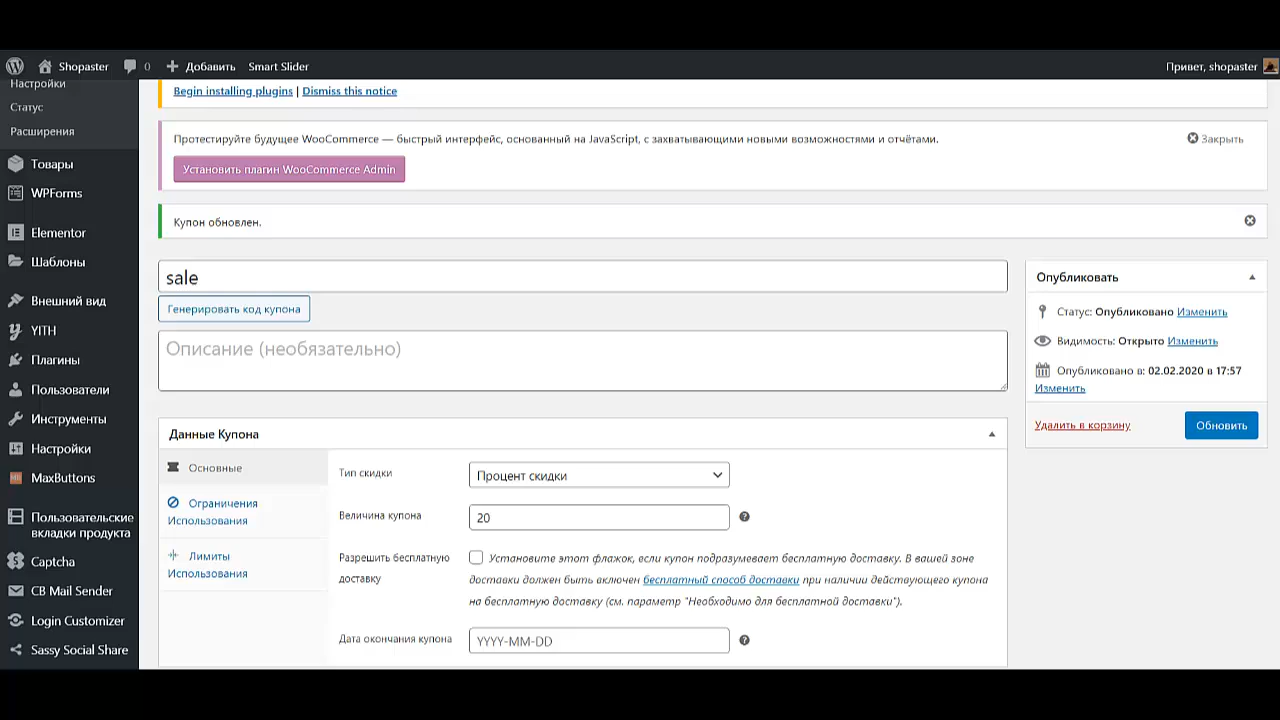 Shopaster 0 Добавить Smart Slider Привет, shopaster
Настройки
Статус
Расширения
Товары
WPForms
Elementor
Шаблоны
Внешний вид
YITH
Плагины
Пользователи
Инструменты
Настройки
MaxButtons
Пользовательские
вкладки продукта
Captcha
CB Mail Sender
Login Customizer
Sassy Social Share
Begin installing plugins | Dismiss this notice
Протестируйте будущее WooCommerce — быстрый интерфейс, основанный на JavaScript, с захватывающими новыми возможностями и отчётами.
Закрыть
Установить плагин WooCommerce Admin
Купон обновлен.
sale
Генерировать код купона
Описание (необязательно)
Данные Купона
Основные
Ограничения
Использования
Лимиты
Использования
Тип скидки
Процент скидки
Величина купона
20
Разрешить бесплатную
доставку
Установите этот флажок, если купон подразумевает бесплатную доставку. В вашей зоне
доставки должен быть включен бесплатный способ доставки при наличии действующего купона
на бесплатную доставку (см. параметр "Необходимо для бесплатной доставки").
Дата окончания купона
YYYY-MM-DD
Опубликовать
Статус: Опубликовано Изменить
Видимость: Открыто Изменить
Опубликовано в: 02.02.2020 в 17:57
Изменить
Удалить в корзину
Обновить